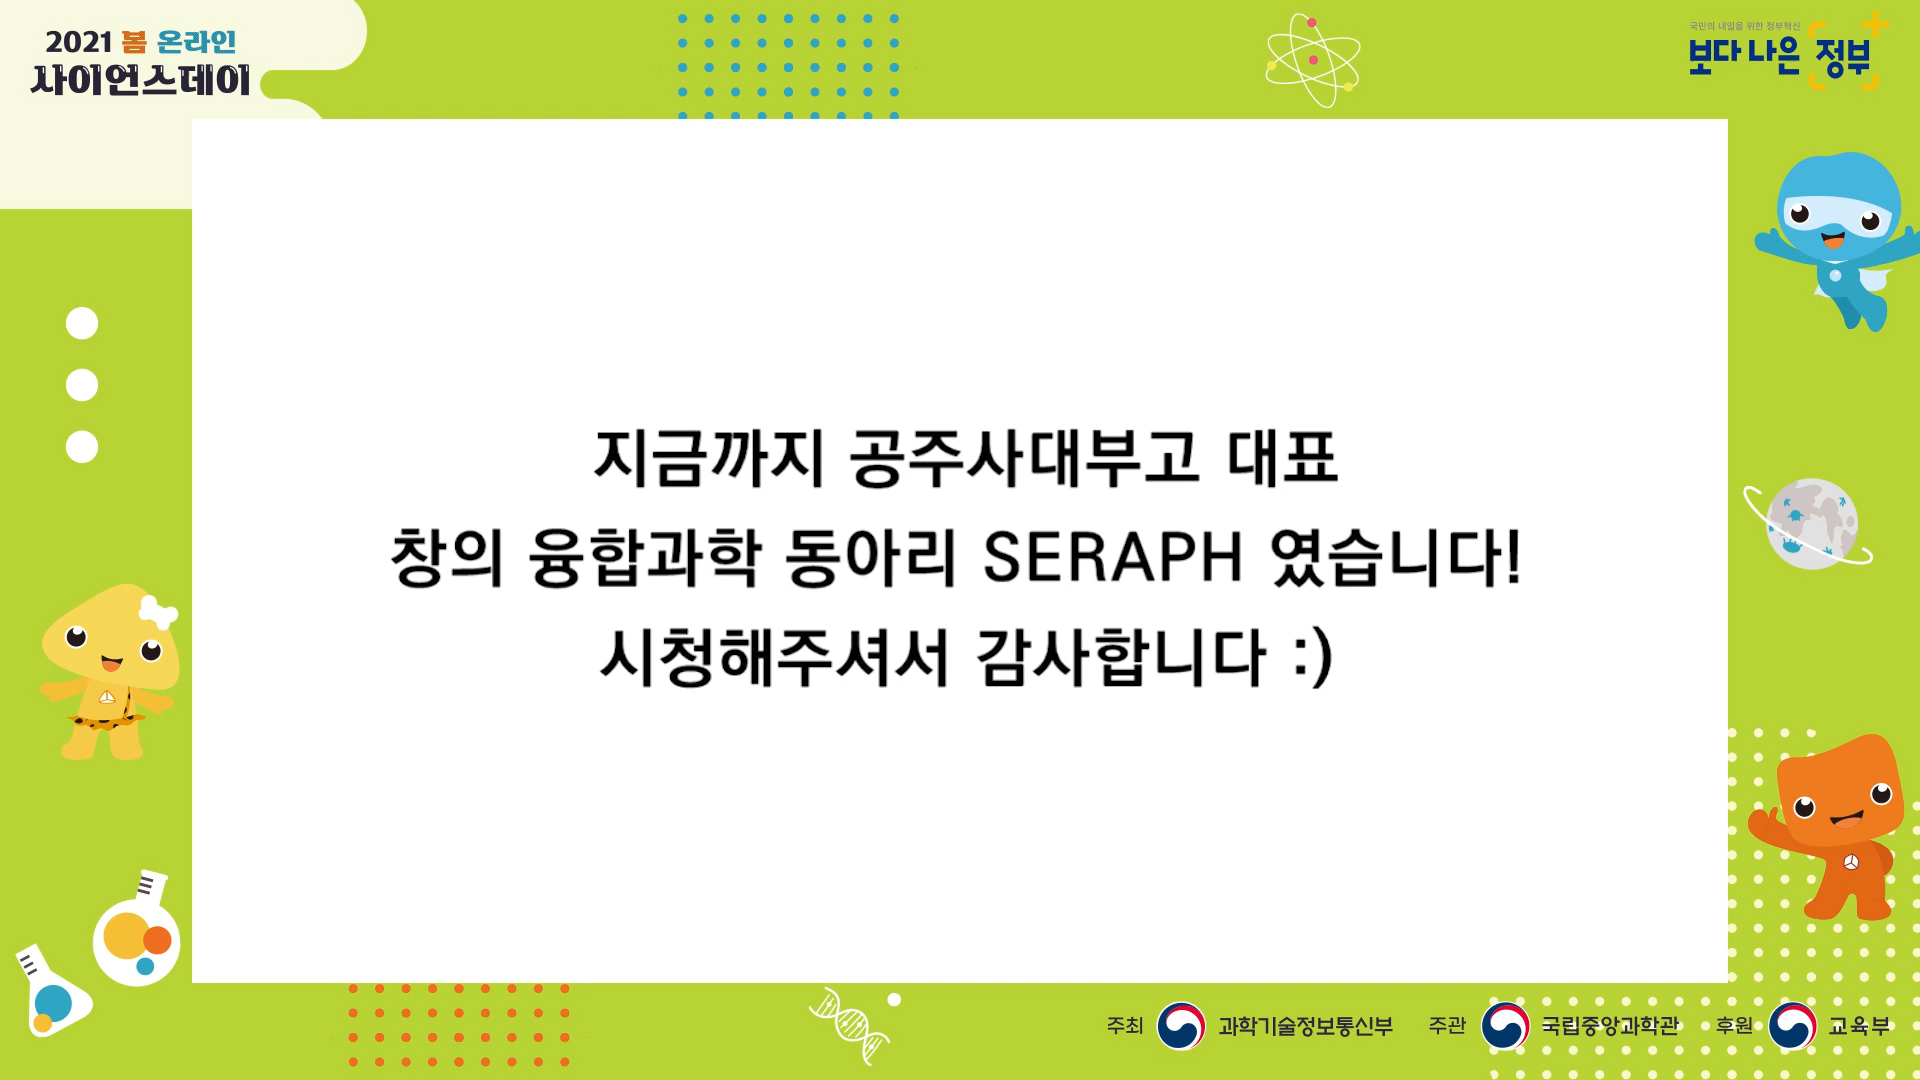 2021 봄 온라인
사이언스데이
국민의 내일을 위한 정부혁신
보다 나은 정부
지금까지 공주사대부고 대표
창의 융합과학 동아리 SERAPH 였습니다!
시청해주셔서 감사합니다 :)
주최 과학기술정보통신부 주관 국립중앙과학관 후원 교육부